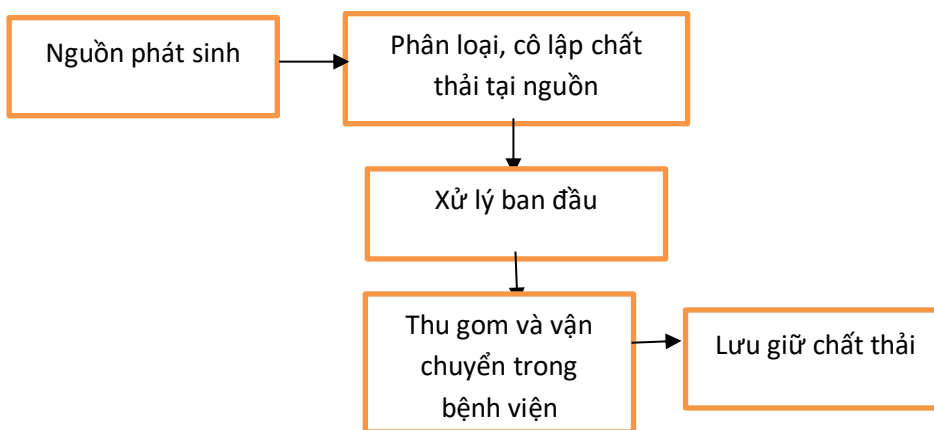 Nguồn phát sinh
Phân loại, cô lập chất
thải tại nguồn
Xử lý ban đầu
Thu gom và vận
chuyển trong
bệnh viện
Lưu giữ chất thải